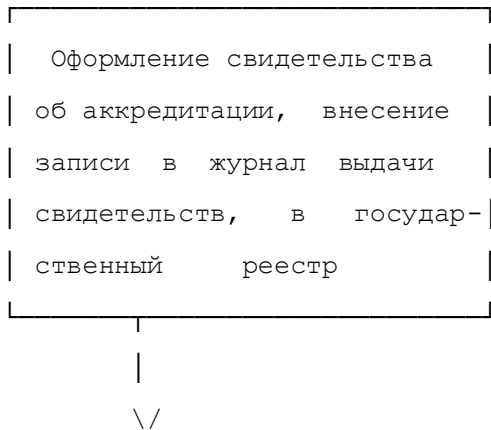 Оформление свидетельства
об аккредитации, внесение
записи в журнал выдачи
свидетельств, в государ-
ственный реестр